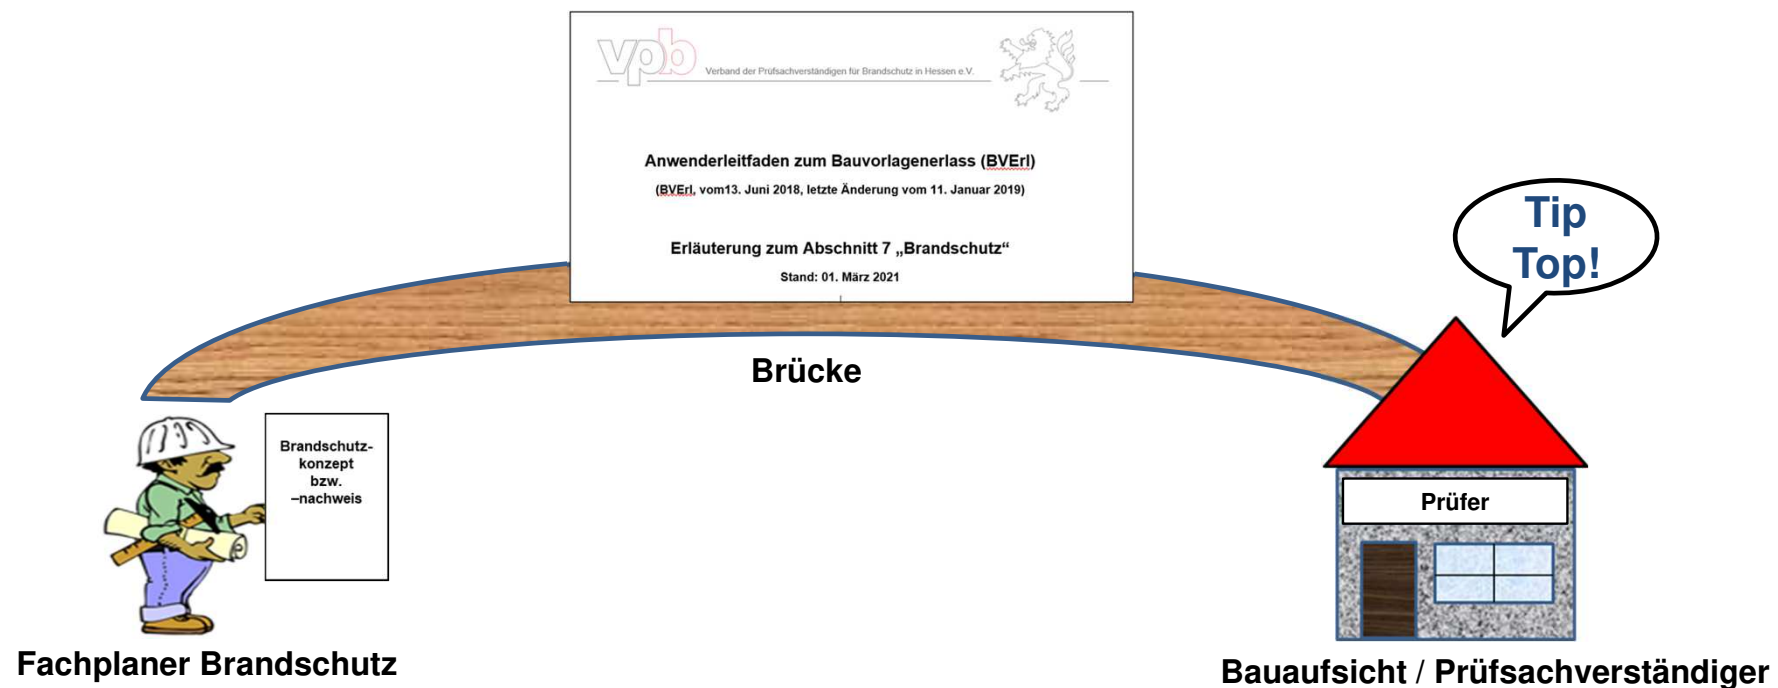 vpb
Verband der Prüfsachverständigen für Brandschutz in Hessen e.V.
Anwenderleitfaden zum Bauvorlagenerlass (BVErl)
(BVErl, vom13. Juni 2018, letzte Änderung vom 11. Januar 2019)
Erläuterung zum Abschnitt 7 „Brandschutz“
Stand: 01. März 2021
Tip
Top!
Brücke
Brandschutz-
konzept
bzw.
–nachweis
Prüfer
Fachplaner Brandschutz
Bauaufsicht / Prüfsachverständiger